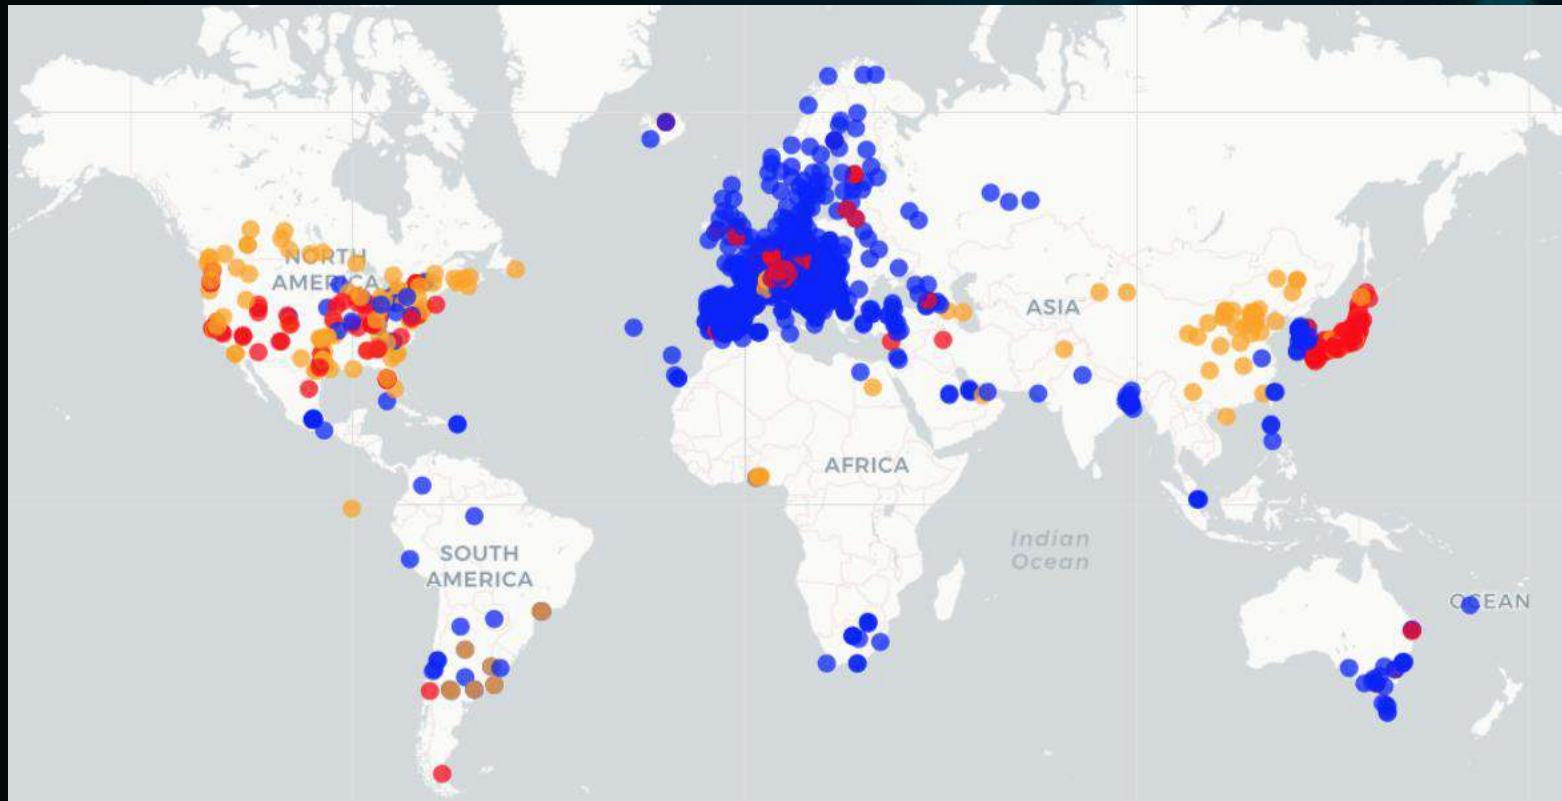 NORTH
AMERICA
ASIA
AFRICA
SOUTH
AMERICA
Indian
Ocean
OCEAN